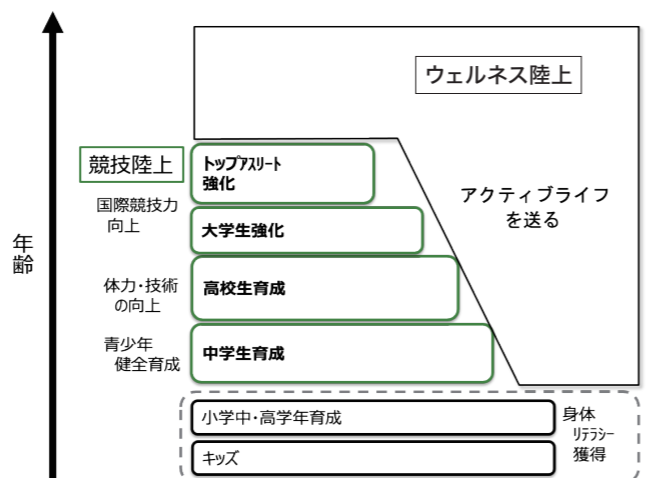 ウェルネス陸上
競技陸上
トップアスリート
強化
国際競技力
向上
アクティブライフ
を送る
大学生強化
年齢
体力・技術
の向上
高校生育成
青少年
健全育成
中学生育成
小学中・高学年育成
身体
リテラシー
獲得
キッズ